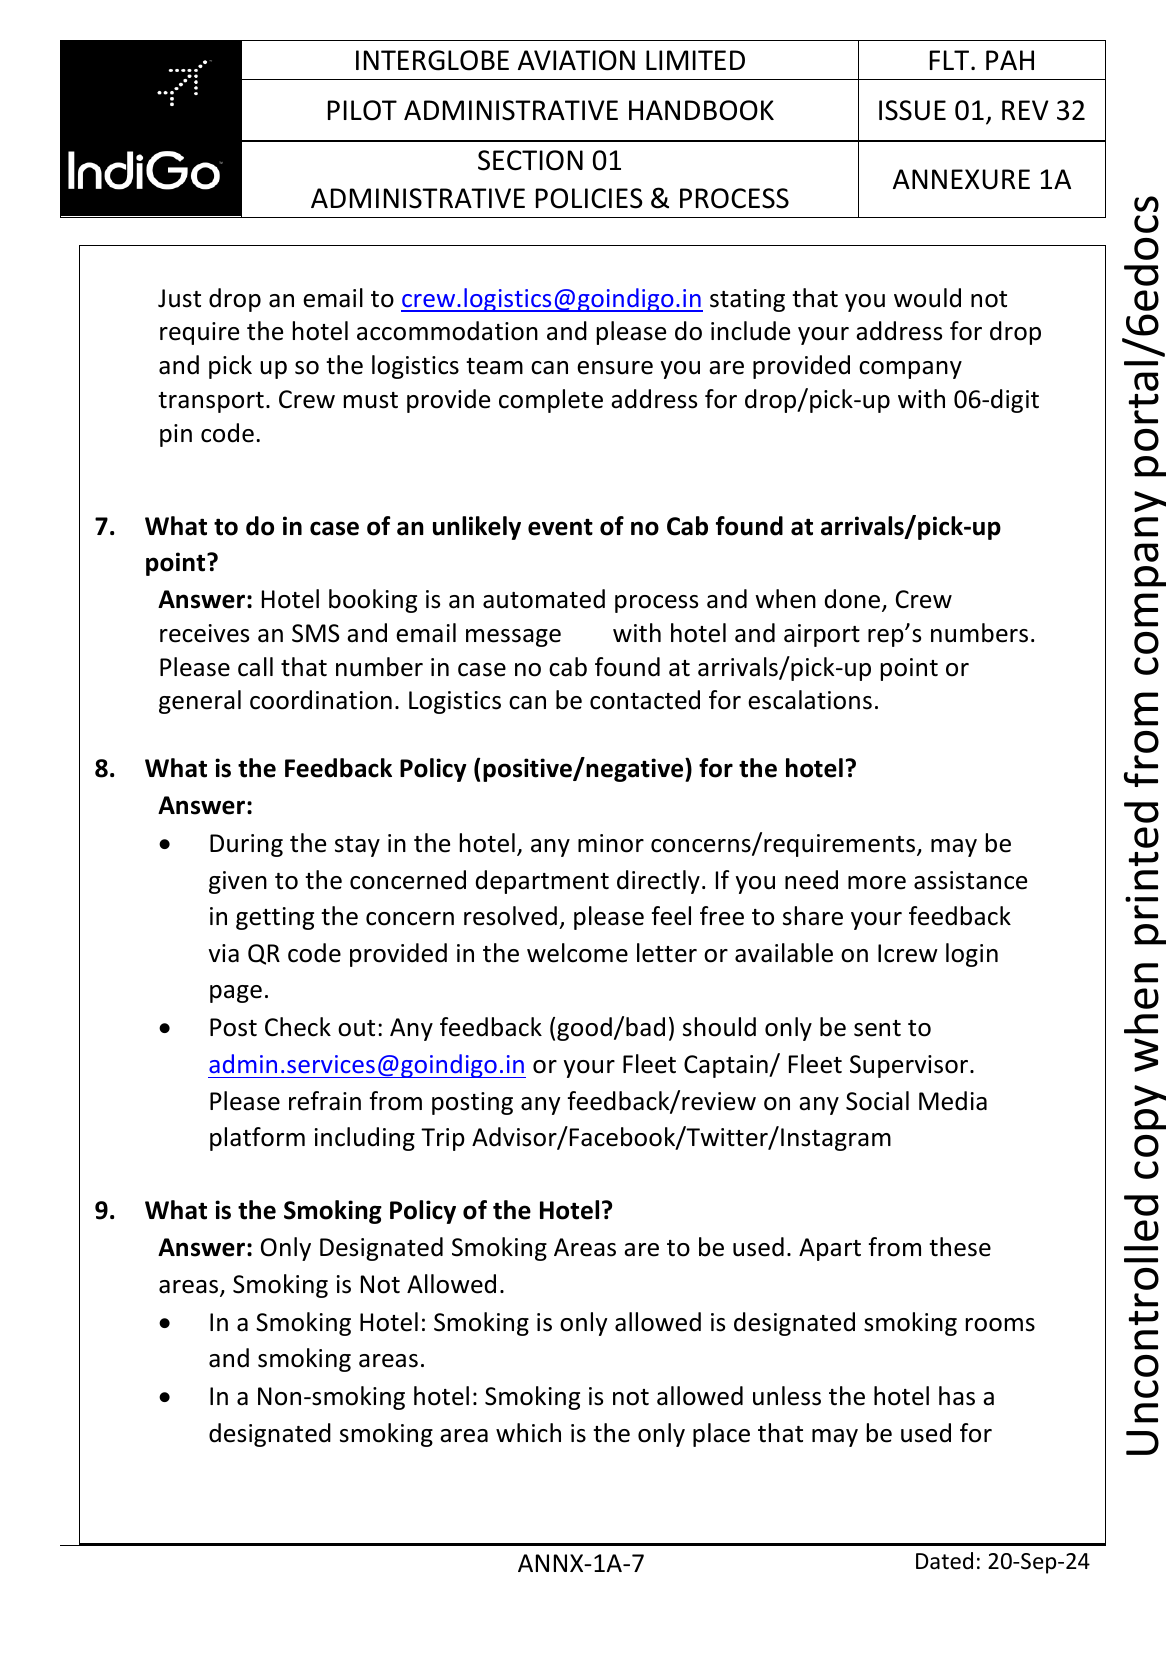 IndiGo
INTERGLOBE AVIATION LIMITED
FLT. PAH
PILOT ADMINISTRATIVE HANDBOOK
ISSUE 01, REV 32
SECTION 01
ADMINISTRATIVE POLICIES & PROCESS
ANNEXURE 1A
Just drop an email to crew.logistics@goindigo.in stating that you would not
require the hotel accommodation and please do include your address for drop
and pick up so the logistics team can ensure you are provided company
transport. Crew must provide complete address for drop/pick-up with 06-digit
pin code.
7. What to do in case of an unlikely event of no Cab found at arrivals/pick-up
point?
Answer: Hotel booking is an automated process and when done, Crew
receives an SMS and email message with hotel and airport rep’s numbers.
Please call that number in case no cab found at arrivals/pick-up point or
general coordination. Logistics can be contacted for escalations.
8. What is the Feedback Policy (positive/negative) for the hotel?
Answer:
• During the stay in the hotel, any minor concerns/requirements, may be
given to the concerned department directly. If you need more assistance
in getting the concern resolved, please feel free to share your feedback
via QR code provided in the welcome letter or available on Icrew login
page.
• Post Check out: Any feedback (good/bad) should only be sent to
admin.services@goindigo.in or your Fleet Captain/ Fleet Supervisor.
Please refrain from posting any feedback/review on any Social Media
platform including Trip Advisor/Facebook/Twitter/Instagram
9. What is the Smoking Policy of the Hotel?
Answer: Only Designated Smoking Areas are to be used. Apart from these
areas, Smoking is Not Allowed.
• In a Smoking Hotel: Smoking is only allowed is designated smoking rooms
and smoking areas.
• In a Non-smoking hotel: Smoking is not allowed unless the hotel has a
designated smoking area which is the only place that may be used for
ANNX-1A-7
Dated: 20-Sep-24
Uncontrolled copy when printed from company portal/6edocs